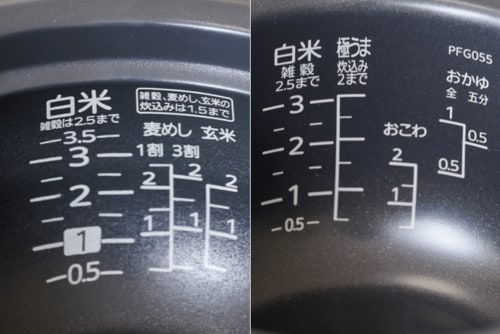 白米
雑穀は2.5まで
雑穀、麦めし、玄米の
炊込みは1.5まで
麦めし 玄米
1割 3割
3.5
3
2
1
0.5
2 2 2
1 1 1
白米
雑穀
2.5まで
極うま
炊込み
2まで
PFG055
おかゆ
全 五分
おこわ
3
2
1
0.5
2
1
1
0.5
0.5